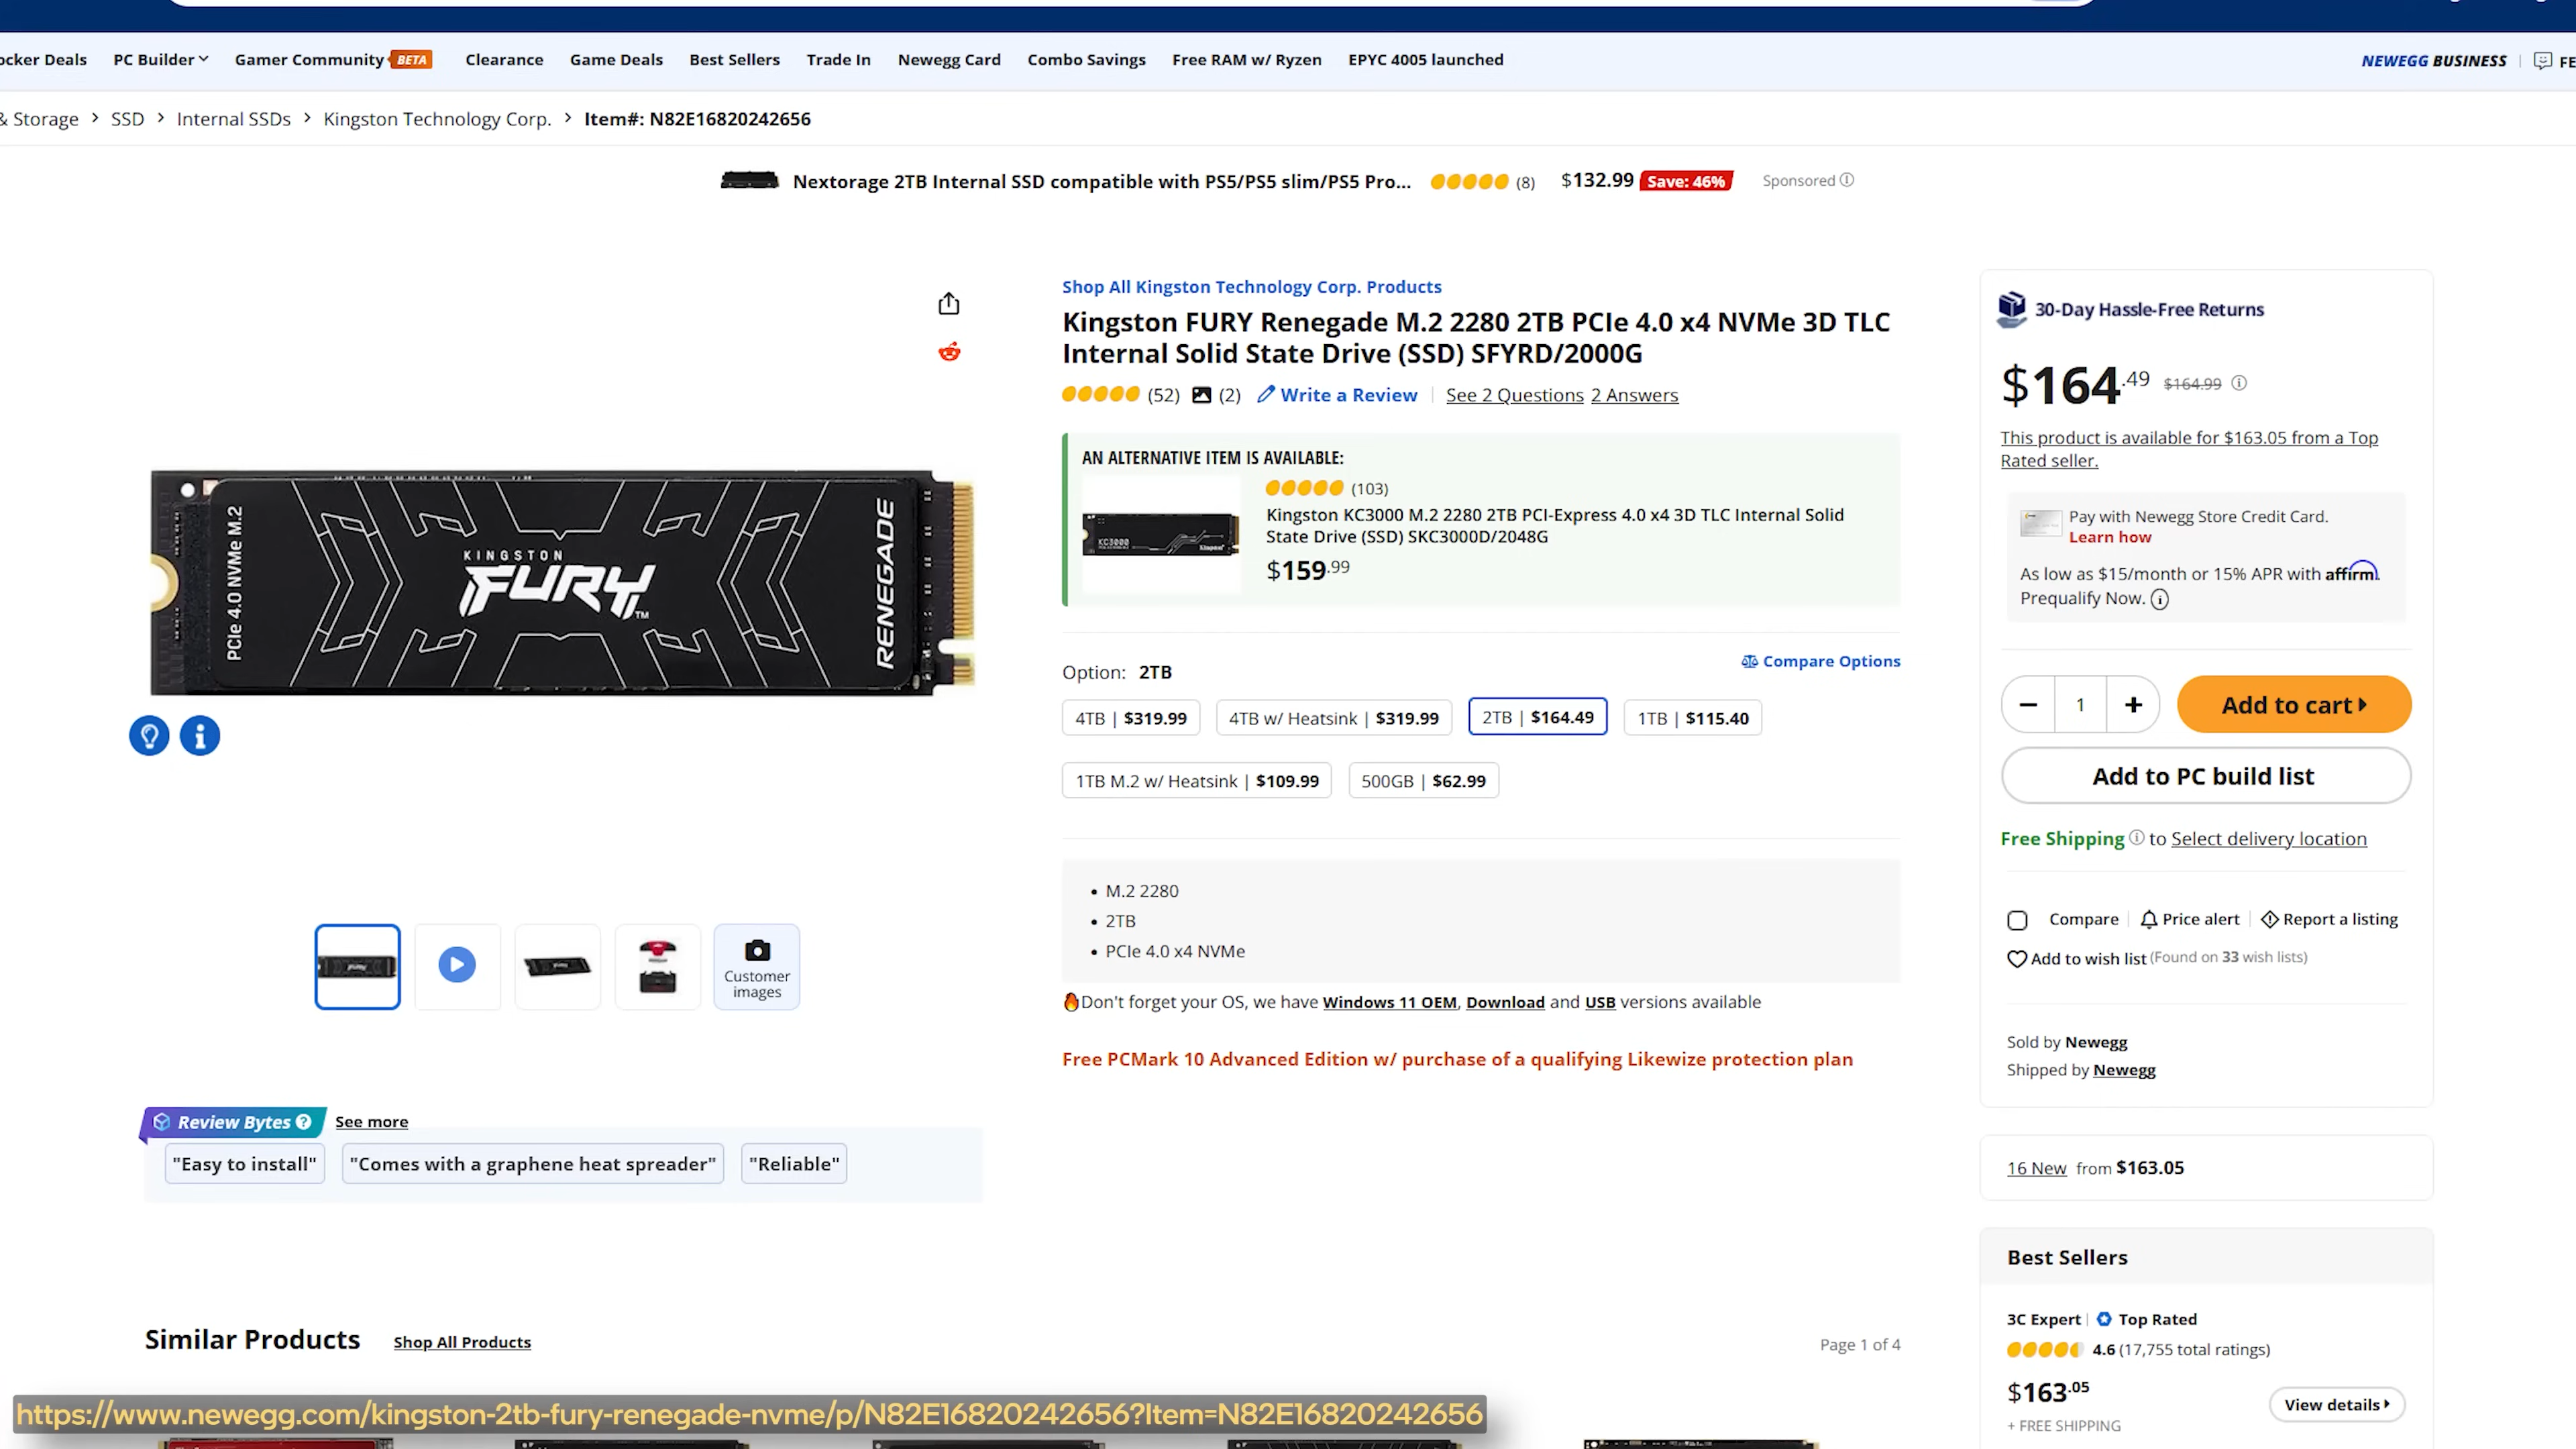 ocker Deals PC Builder Gamer Community BETA Clearance Game Deals Best Sellers Trade In Newegg Card Combo Savings Free RAM w/ Ryzen EPYC 4005 launched NEWEGG BUSINESS FE
& Storage > SSD > Internal SSDs > Kingston Technology Corp. > Item#: N82E16820242656
Nextorage 2TB Internal SSD compatible with PS5/PS5 slim/PS5 Pro... (8) $132.99 Save: 46% Sponsored
PCIe 4.0 NVMe M.2
KINGSTON
FURY™
RENEGADE
Customer
images
Review Bytes See more
"Easy to install" "Comes with a graphene heat spreader" "Reliable"
Shop All Kingston Technology Corp. Products
Kingston FURY Renegade M.2 2280 2TB PCIe 4.0 x4 NVMe 3D TLC
Internal Solid State Drive (SSD) SFYRD/2000G
(52) (2) Write a Review See 2 Questions 2 Answers
AN ALTERNATIVE ITEM IS AVAILABLE:
(103)
KC3000
Kingston
Kingston KC3000 M.2 2280 2TB PCI-Express 4.0 x4 3D TLC Internal Solid
State Drive (SSD) SKC3000D/2048G
$159.99
Option: 2TB Compare Options
4TB | $319.99 4TB w/ Heatsink | $319.99 2TB | $164.49 1TB | $115.40
1TB M.2 w/ Heatsink | $109.99 500GB | $62.99
• M.2 2280
• 2TB
• PCIe 4.0 x4 NVMe
Don't forget your OS, we have Windows 11 OEM, Download and USB versions available
Free PCMark 10 Advanced Edition w/ purchase of a qualifying Likewize protection plan
30-Day Hassle-Free Returns
$164.49 $164.99
This product is available for $163.05 from a Top
Rated seller.
Pay with Newegg Store Credit Card.
Learn how
As low as $15/month or 15% APR with affirm.
Prequalify Now.
− 1 + Add to cart
Add to PC build list
Free Shipping to Select delivery location
Compare Price alert Report a listing
Add to wish list (Found on 33 wish lists)
Sold by Newegg
Shipped by Newegg
16 New from $163.05
Best Sellers
3C Expert | Top Rated
4.6 (17,755 total ratings)
$163.05
View details
+ FREE SHIPPING
Similar Products Shop All Products Page 1 of 4
https://www.newegg.com/kingston-2tb-fury-renegade-nvme/p/N82E16820242656?Item=N82E16820242656